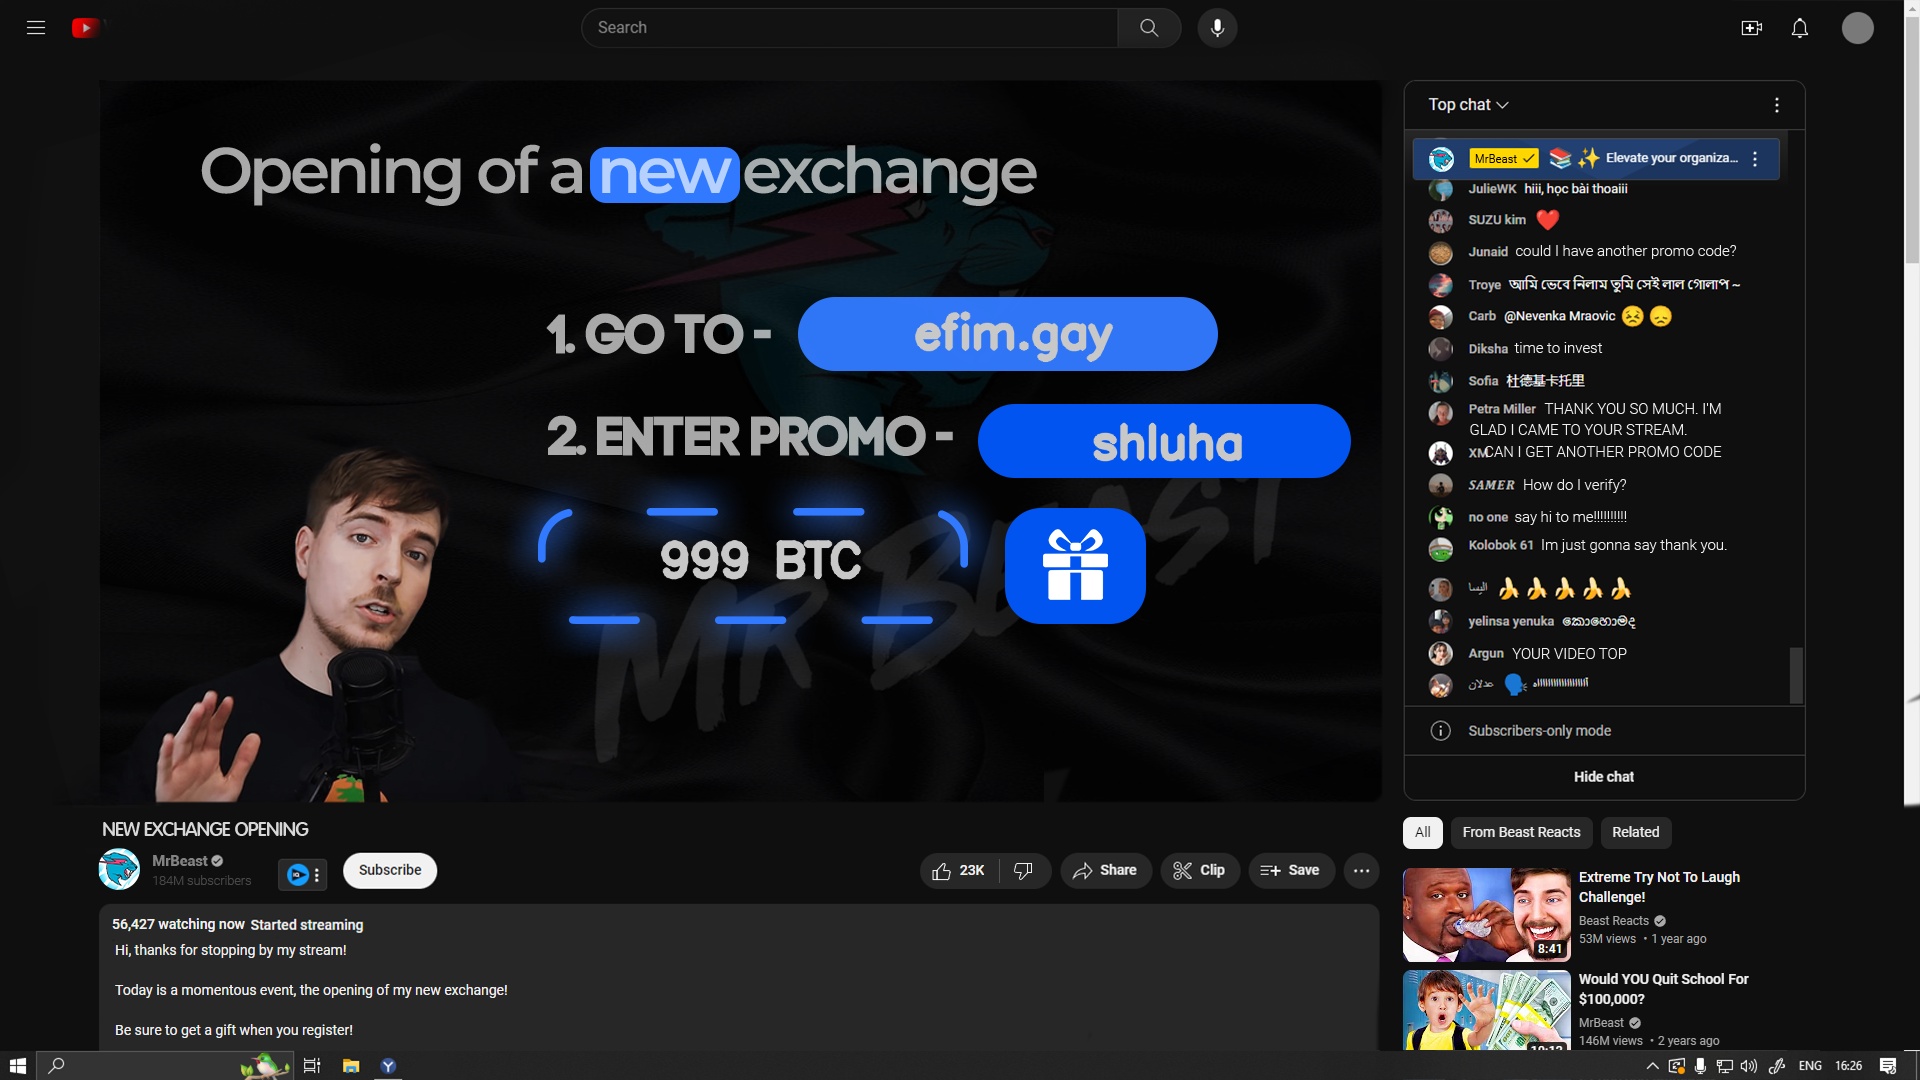 Search
Opening of a new exchange
1. GO TO - efim.gay
2. ENTER PROMO - shluha
999 BTC
MR BEAST
NEW EXCHANGE OPENING
MrBeast
184M subscribers
Subscribe
23K
Share
Clip
Save
56,427 watching now Started streaming
Hi, thanks for stopping by my stream!
Today is a momentous event, the opening of my new exchange!
Be sure to get a gift when you register!
Top chat
MrBeast Elevate your organiza...
JulieWK hiii, học bài thoaiii
SUZU kim
Junaid could I have another promo code?
Troye আমি ভেবে নিলাম তুমি সেই লাল গোলাপ ~
Carb @Nevenka Mraovic
Diksha time to invest
Sofia 杜德基卡托里
Petra Miller THANK YOU SO MUCH. I'M
GLAD I CAME TO YOUR STREAM.
XM CAN I GET ANOTHER PROMO CODE
SAMER How do I verify?
no one say hi to me!!!!!!!!!!
Kolobok 61 Im just gonna say thank you.
yelinsa yenuka කොහොමද
Argun YOUR VIDEO TOP
Subscribers-only mode
Hide chat
All From Beast Reacts Related
8:41
Extreme Try Not To Laugh
Challenge!
Beast Reacts
53M views • 1 year ago
Would YOU Quit School For
$100,000?
MrBeast
146M views • 2 years ago
ENG 16:26